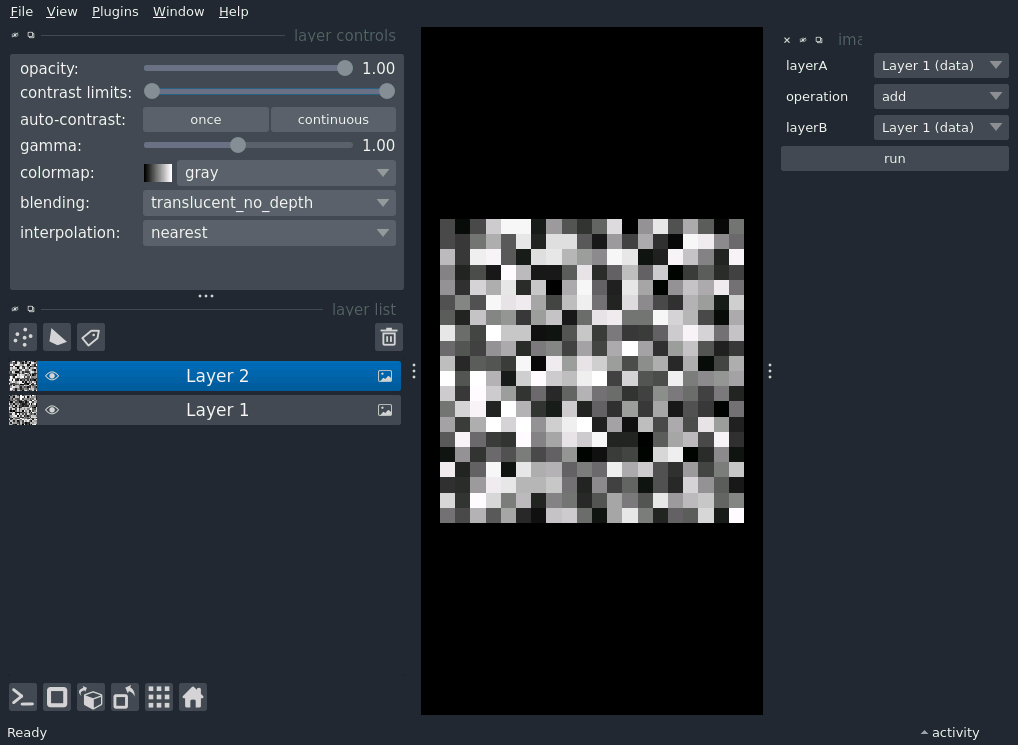 File View Plugins Window Help
layer controls
opacity: 1.00
contrast limits:
auto-contrast: once continuous
gamma: 1.00
colormap: gray
blending: translucent_no_depth
interpolation: nearest
layer list
Layer 2
Layer 1
ima
layerA Layer 1 (data)
operation add
layerB Layer 1 (data)
run
Ready
activity